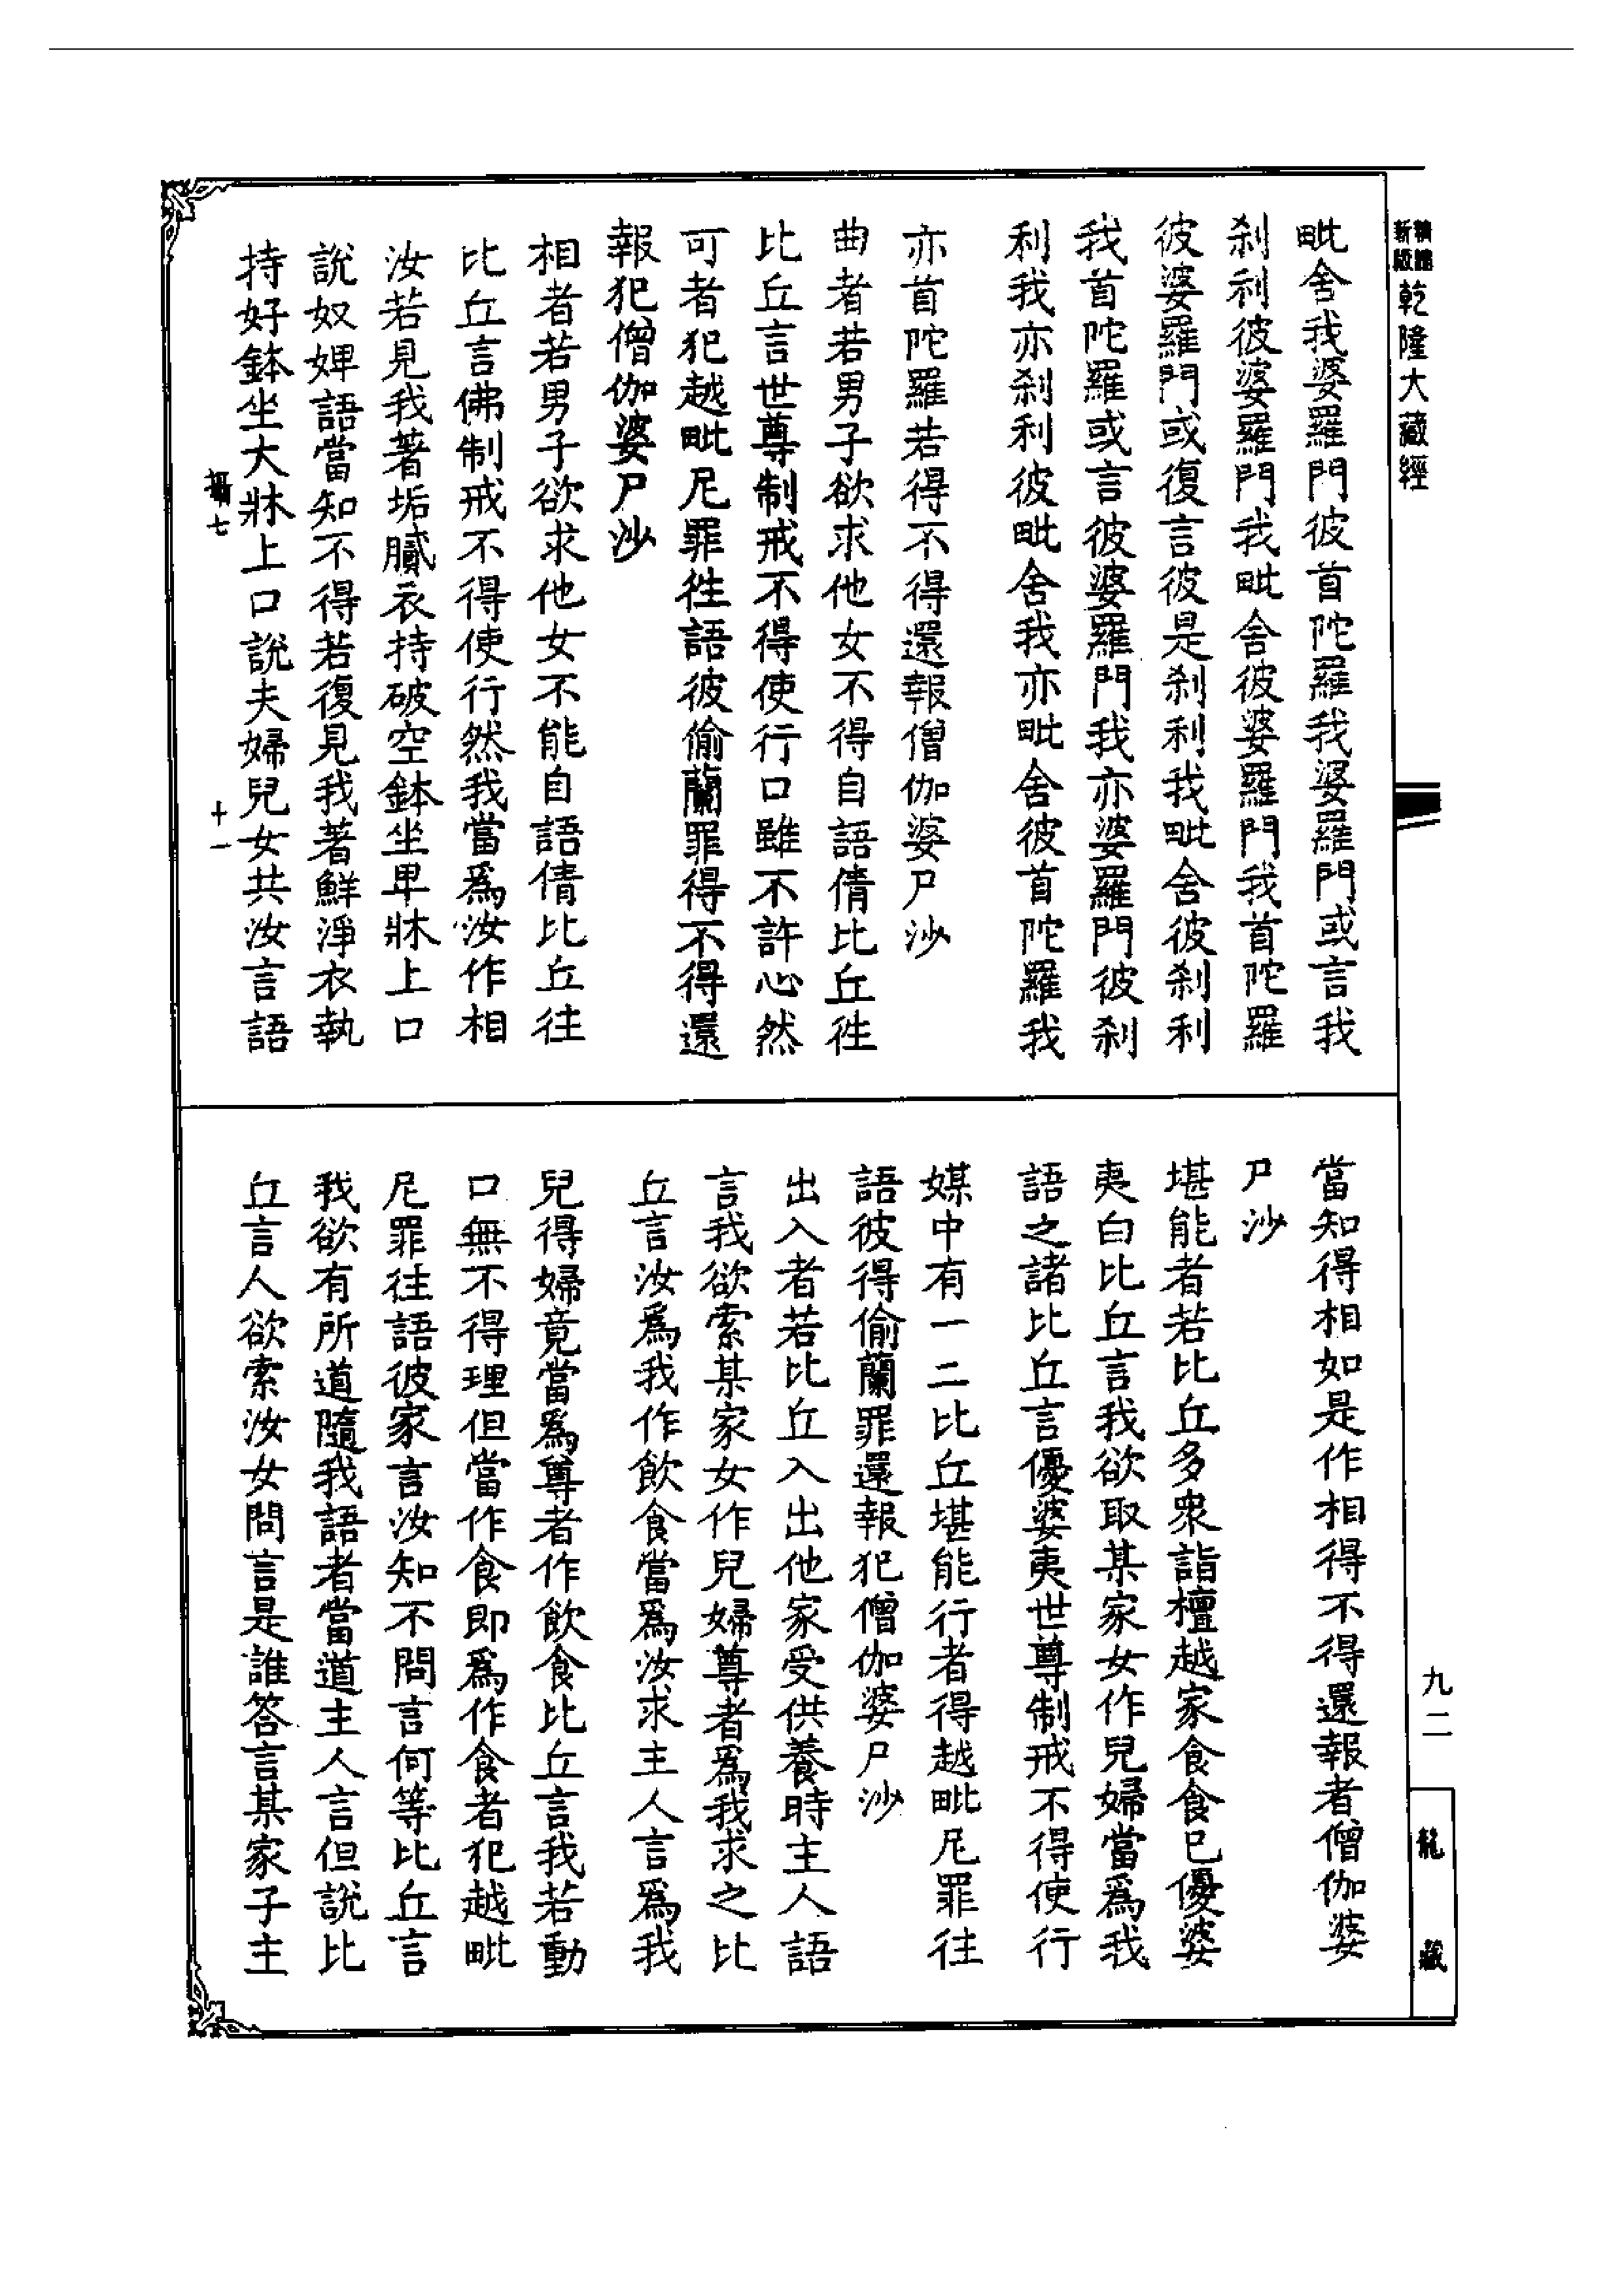 新編縮版乾隆大藏經
毗舍我婆羅門彼首陀羅我婆羅門或言我
剎利彼婆羅門我毗舍彼婆羅門我首陀羅
彼婆羅門或復言彼是剎利我毗舍彼剎利
我首陀羅或言彼婆羅門我亦婆羅門彼剎
利我亦剎利彼毗舍我亦毗舍彼首陀羅我
亦首陀羅若得不得還報僧伽婆尸沙
曲者若男子欲求他女不得自語倩比丘徃
比丘言世尊制戒不得使行口雖不許心然
可者犯越毗尼罪徃語彼偷蘭罪得不得還
報犯僧伽婆尸沙
相者若男子欲求他女不能自語倩比丘往
比丘言佛制戒不得使行然我當爲汝作相
汝若見我著垢膩衣持破空鉢坐卑牀上口
說奴婢語當知不得若復見我著鮮淨衣執
持好鉢坐大牀上口說夫婦兒女共汝言語
攝七
十一
當知得相如是作相得不得還報者僧伽婆
尸沙
堪能者若比丘多衆詣檀越家食食已優婆
夷白比丘言我欲取某家女作兒婦當爲我
語之諸比丘言優婆夷世尊制戒不得使行
媒中有一二比丘堪能行者得越毗尼罪往
語彼得偷蘭罪還報犯僧伽婆尸沙
出入者若比丘入出他家受供養時主人語
言我欲索某家女作兒婦尊者爲我求之比
丘言汝爲我作飲食當爲汝求主人言爲我
兒得婦竟當爲尊者作飲食比丘言我若動
口無不得理但當作食即爲作食者犯越毗
尼罪往語彼家言汝知不問言何等比丘言
我欲有所道隨我語者當道主人言但說比
丘言人欲索汝女問言是誰答言某家子主
九二
龍藏